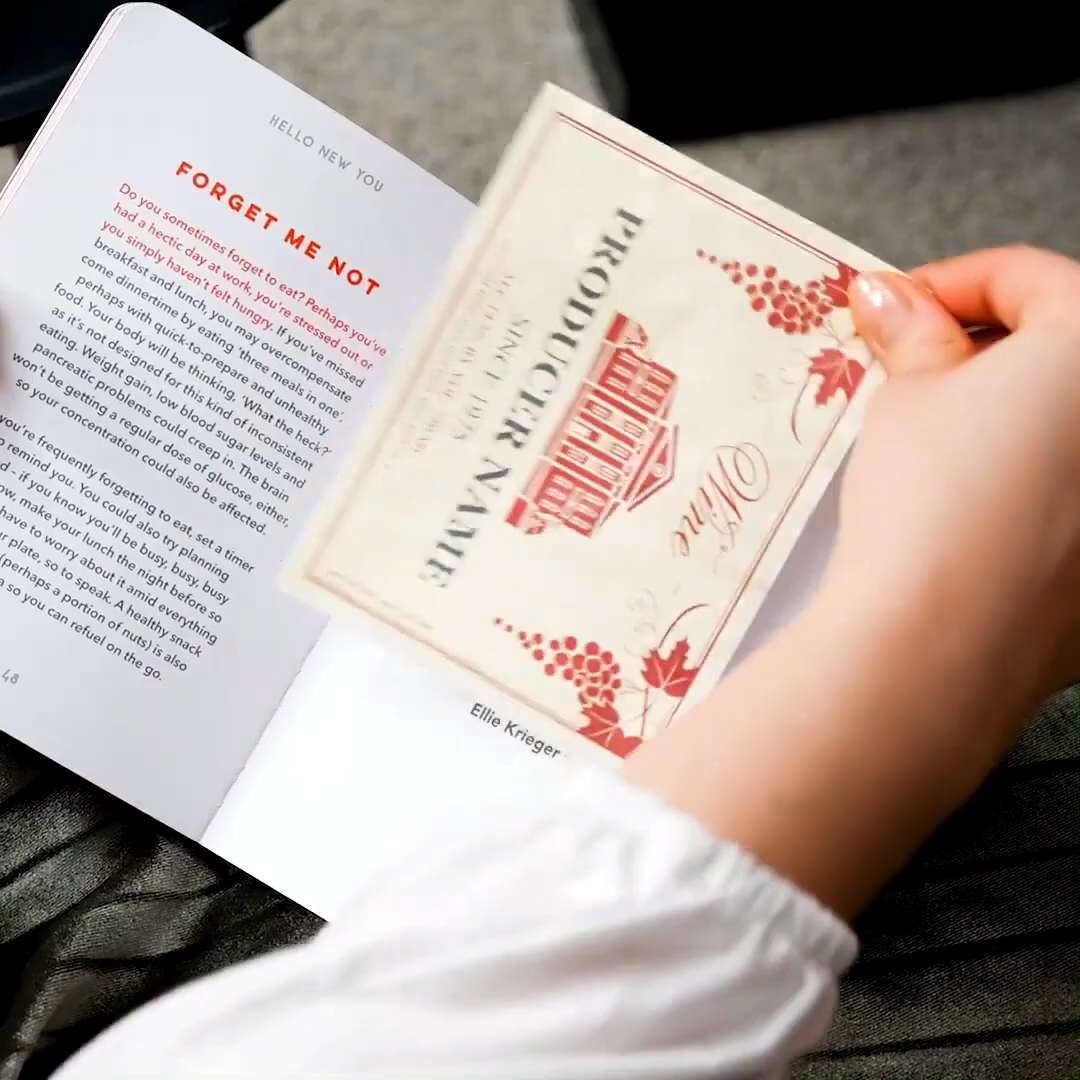 HELLO NEW YOU
FORGET ME NOT
Do you sometimes forget to eat? Perhaps you've
had a hectic day at work, you're stressed out or
you simply haven't felt hungry. If you've missed
breakfast and lunch, you may overcompensate
come dinnertime by eating 'three meals in one',
perhaps with quick-to-prepare and unhealthy
food. Your body will be thinking, 'What the heck?'
as it's not designed for this kind of inconsistent
eating. Weight gain, low blood sugar levels and
pancreatic problems could creep in. The brain
won't be getting a regular dose of glucose, either,
so your concentration could also be affected.
you're frequently forgetting to eat, set a timer
remind you. You could also try planning
- if you know you'll be busy, busy, busy
make your lunch the night before so
have to worry about it amid everything
plate, so to speak. A healthy snack
(perhaps a portion of nuts) is also
so you can refuel on the go.
48
PRODUCER NAME
SINCE 1978
Wine
Ellie Krieger